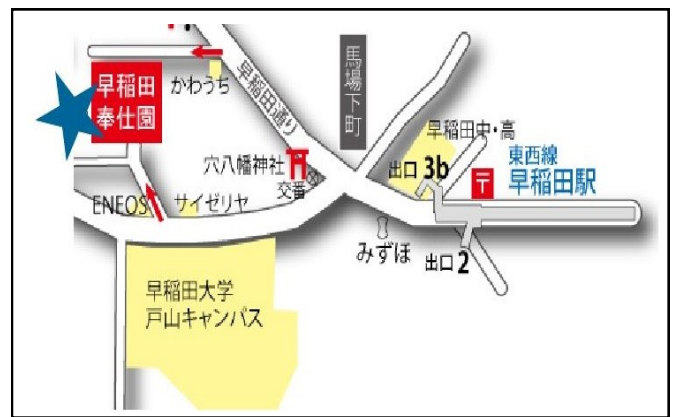 早稲田
奉仕園
かわうち
早稲田通り
馬場下町
早稲田中・高
東西線
早稲田駅
出口 3b
穴八幡神社
交番
ENEOS
サイゼリヤ
みずほ
出口 2
早稲田大学
戸山キャンパス